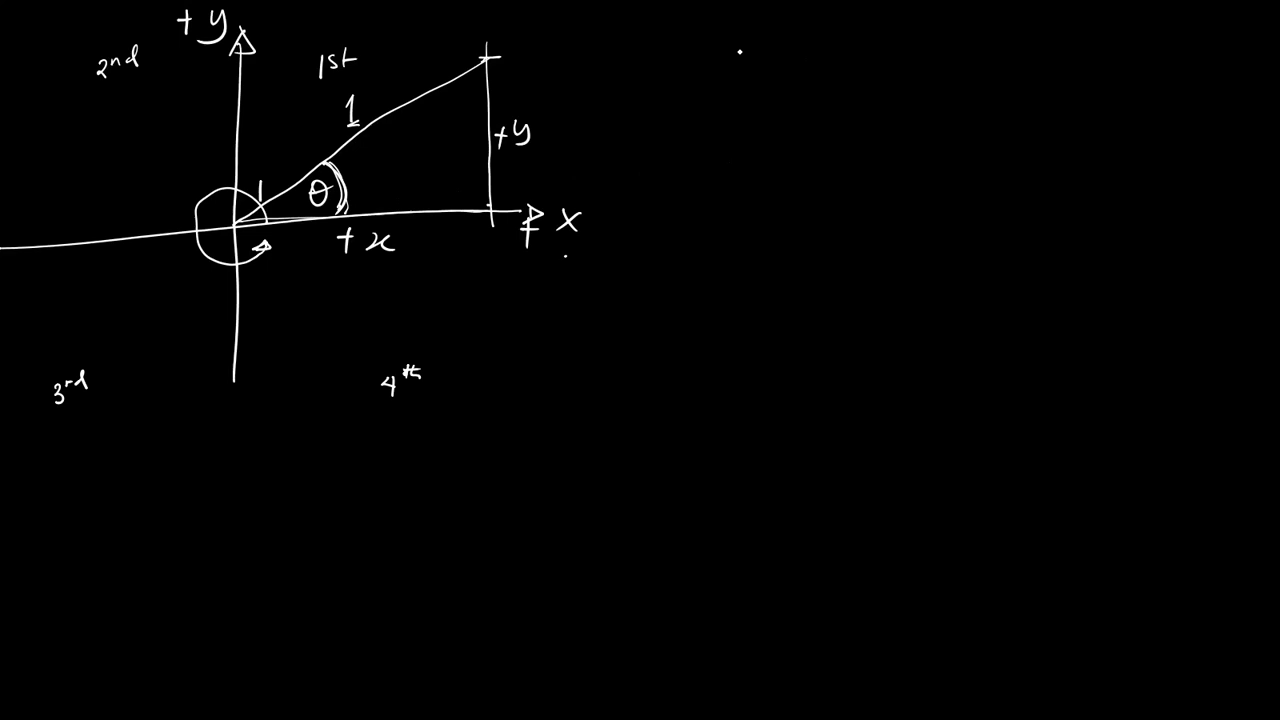 +y
2nd
1st
1
+y
θ
+x
+ X
3rd
4th